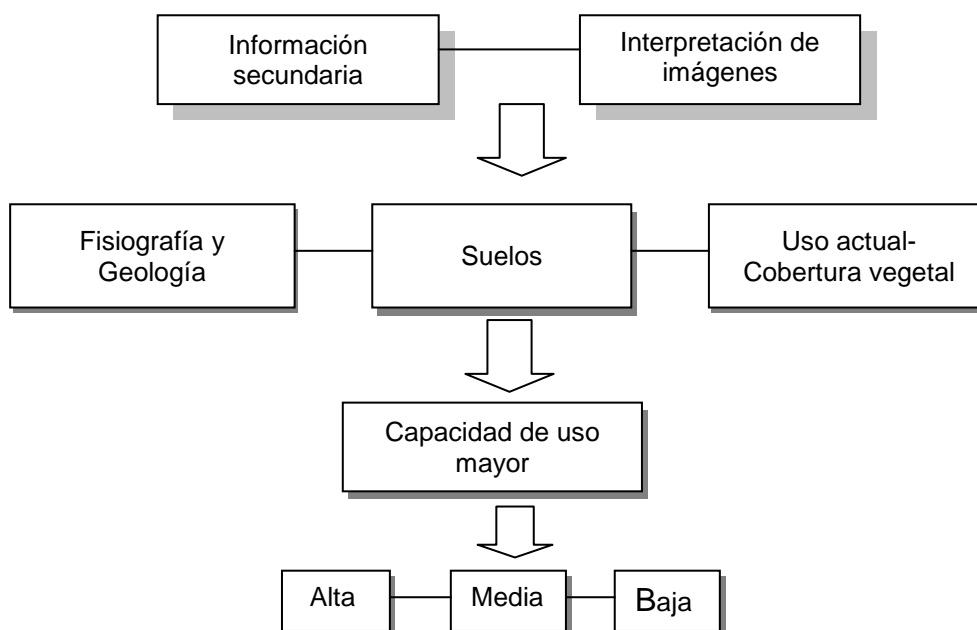 Información
secundaria
Interpretación de
imágenes
Fisiografía y
Geología
Suelos
Uso actual-
Cobertura vegetal
Capacidad de uso
mayor
Alta
Media
Baja